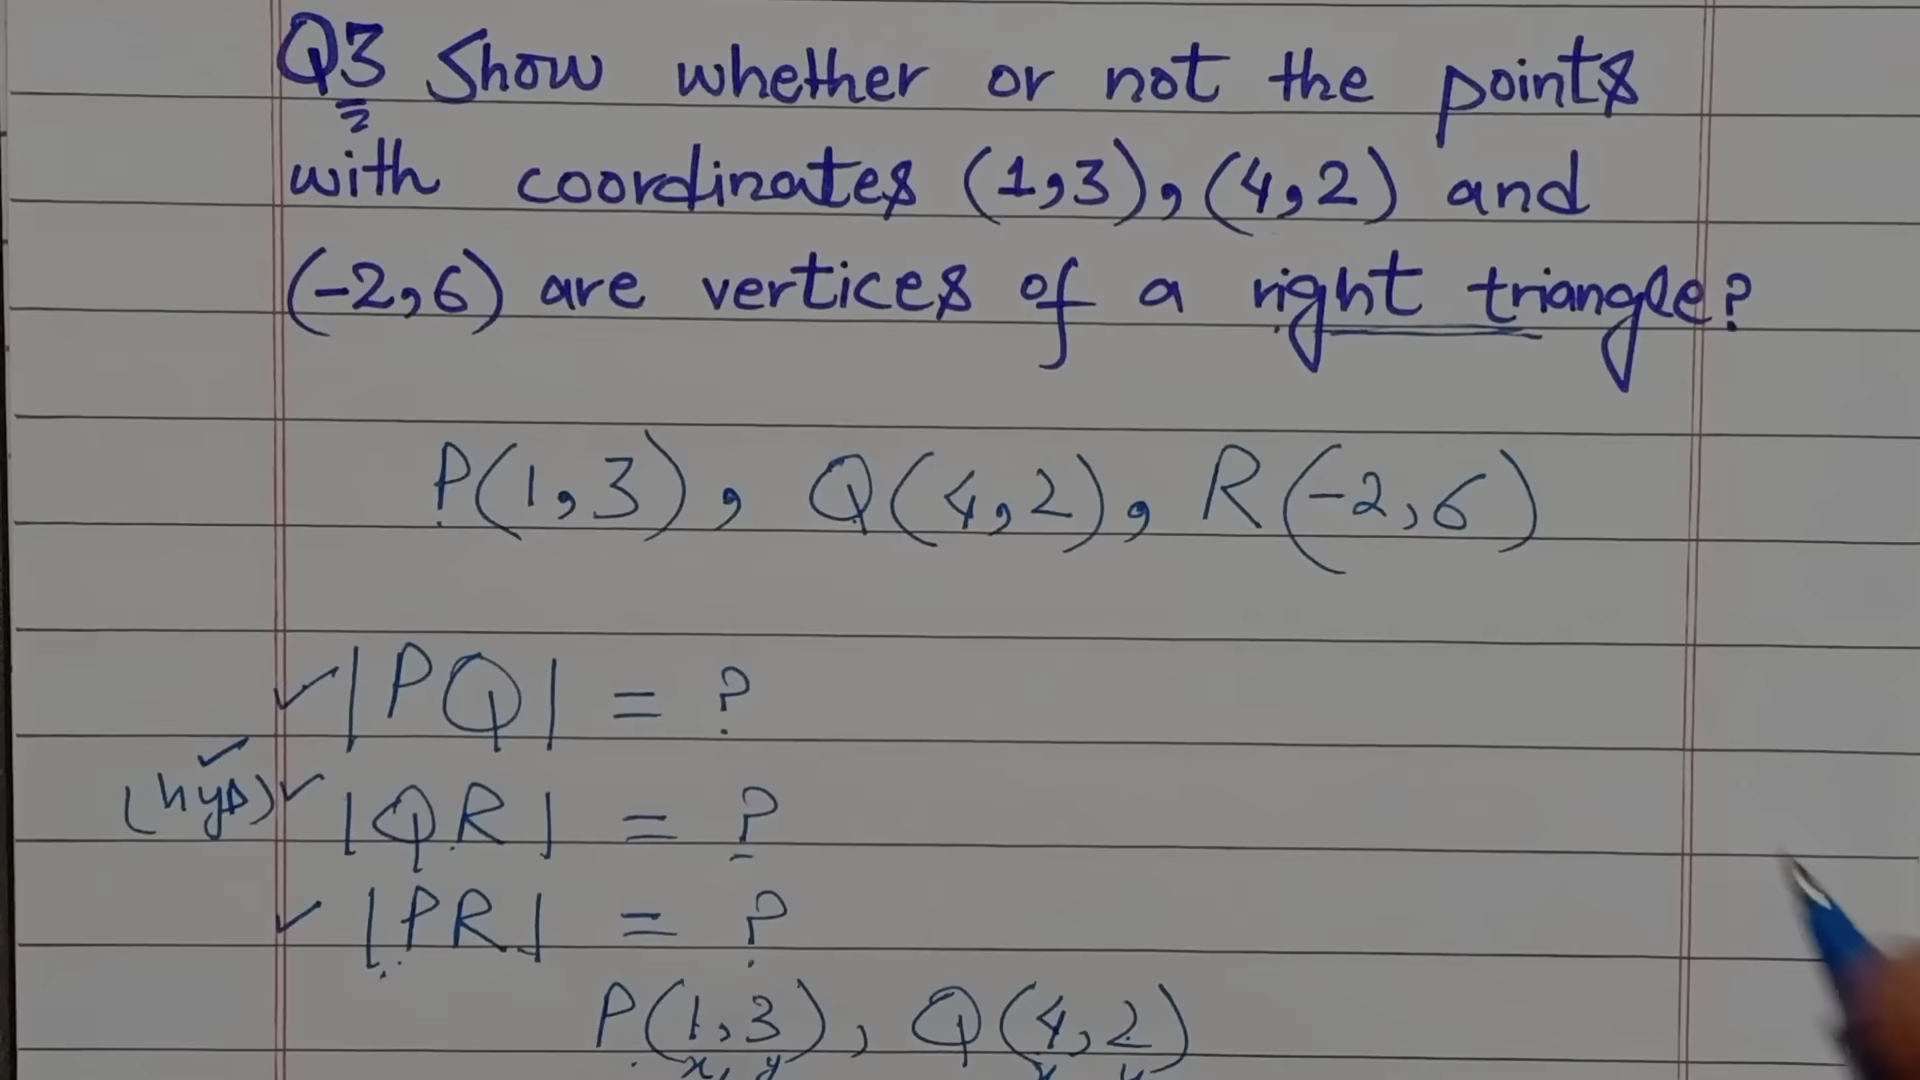 Q3 Show whether or not the points
with coordinates (1,3), (4,2) and
(-2,6) are vertices of a right triangle?
P(1,3), Q(4,2), R(-2,6)
|PQ| = ?
(hyp) |QR| = ?
|PR| = ?
P(1,3), Q(4,2)
x, y x y